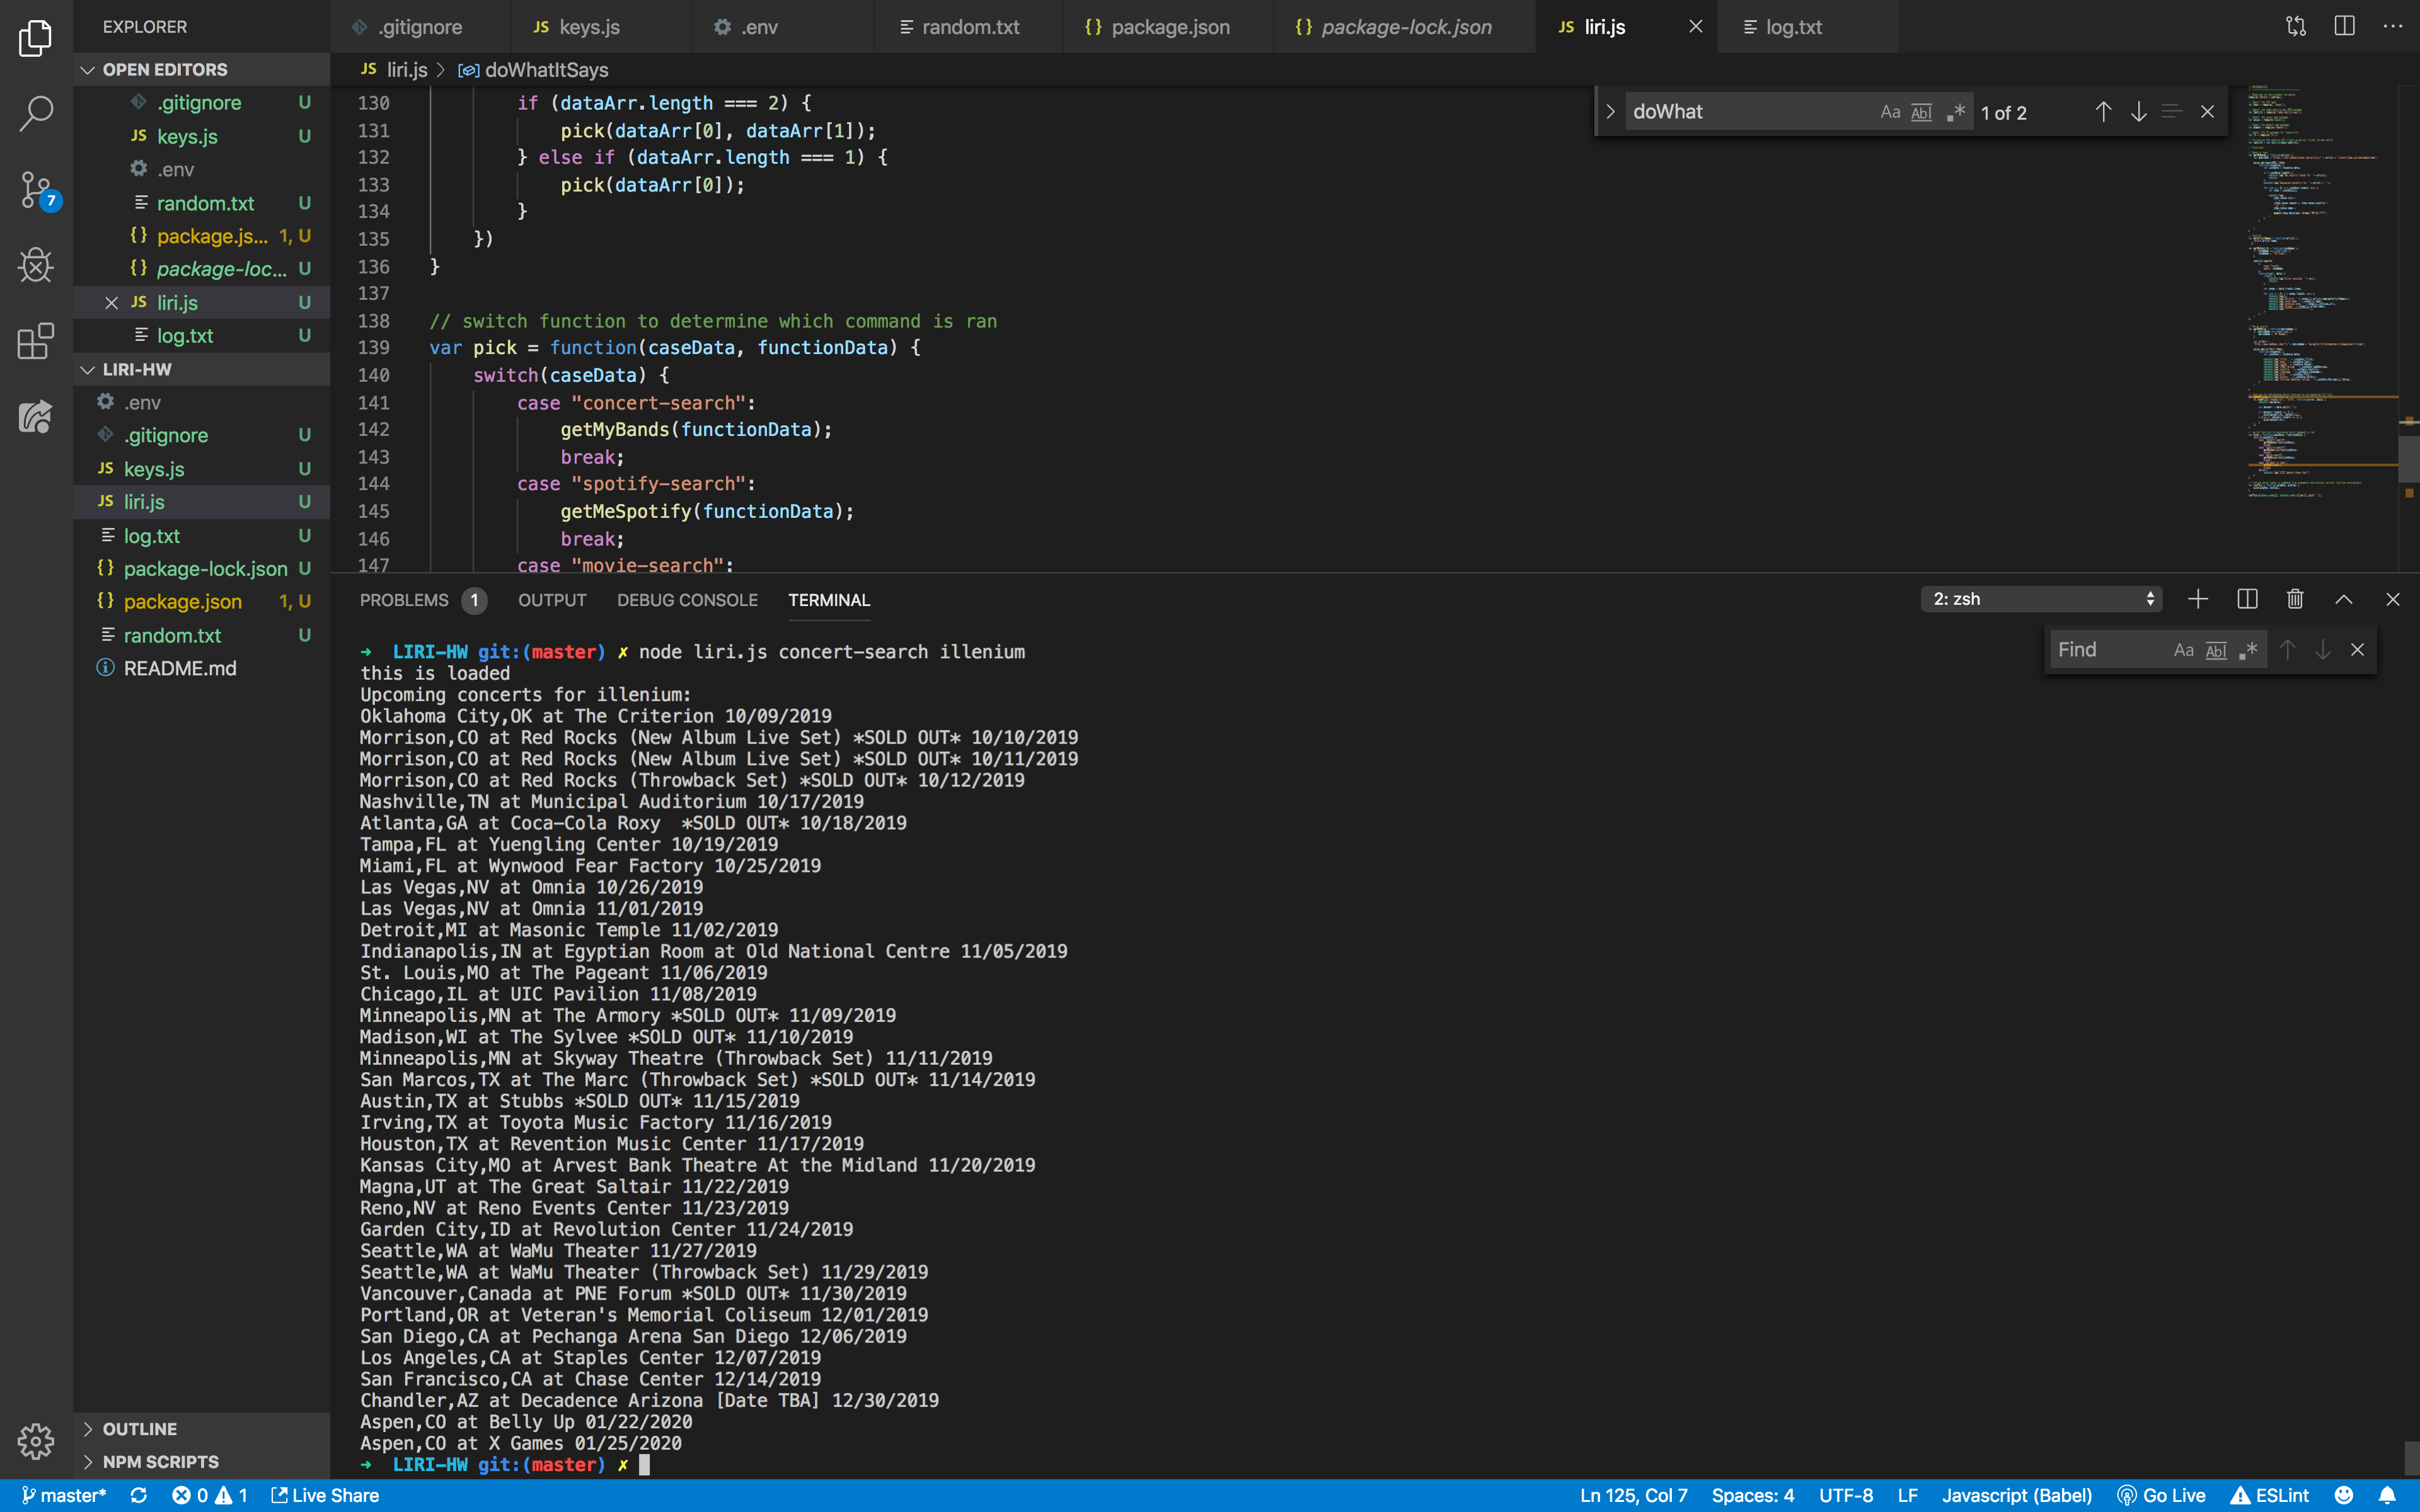 EXPLORER
OPEN EDITORS
.gitignore U
JS keys.js U
.env
random.txt U
{} package.js... 1, U
{} package-loc... U
JS liri.js U
log.txt U
LIRI-HW
.env
.gitignore U
JS keys.js U
JS liri.js U
log.txt U
{} package-lock.json U
{} package.json 1, U
random.txt U
README.md
OUTLINE
NPM SCRIPTS
7
.gitignore JS keys.js .env random.txt {} package.json {} package-lock.json JS liri.js log.txt
JS liri.js > doWhatItSays
doWhat Aa Abl .* 1 of 2
130 if (dataArr.length === 2) {
131 pick(dataArr[0], dataArr[1]);
132 } else if (dataArr.length === 1) {
133 pick(dataArr[0]);
134 }
135 })
136 }
137
138 // switch function to determine which command is ran
139 var pick = function(caseData, functionData) {
140 switch(caseData) {
141 case "concert-search":
142 getMyBands(functionData);
143 break;
144 case "spotify-search":
145 getMeSpotify(functionData);
146 break;
147 case "movie-search":
PROBLEMS 1 OUTPUT DEBUG CONSOLE TERMINAL
2: zsh
Find Aa Abl .*
➜ LIRI-HW git:(master) ✗ node liri.js concert-search illenium
this is loaded
Upcoming concerts for illenium:
Oklahoma City,OK at The Criterion 10/09/2019
Morrison,CO at Red Rocks (New Album Live Set) *SOLD OUT* 10/10/2019
Morrison,CO at Red Rocks (New Album Live Set) *SOLD OUT* 10/11/2019
Morrison,CO at Red Rocks (Throwback Set) *SOLD OUT* 10/12/2019
Nashville,TN at Municipal Auditorium 10/17/2019
Atlanta,GA at Coca-Cola Roxy  *SOLD OUT* 10/18/2019
Tampa,FL at Yuengling Center 10/19/2019
Miami,FL at Wynwood Fear Factory 10/25/2019
Las Vegas,NV at Omnia 10/26/2019
Las Vegas,NV at Omnia 11/01/2019
Detroit,MI at Masonic Temple 11/02/2019
Indianapolis,IN at Egyptian Room at Old National Centre 11/05/2019
St. Louis,MO at The Pageant 11/06/2019
Chicago,IL at UIC Pavilion 11/08/2019
Minneapolis,MN at The Armory *SOLD OUT* 11/09/2019
Madison,WI at The Sylvee *SOLD OUT* 11/10/2019
Minneapolis,MN at Skyway Theatre (Throwback Set) 11/11/2019
San Marcos,TX at The Marc (Throwback Set) *SOLD OUT* 11/14/2019
Austin,TX at Stubbs *SOLD OUT* 11/15/2019
Irving,TX at Toyota Music Factory 11/16/2019
Houston,TX at Revention Music Center 11/17/2019
Kansas City,MO at Arvest Bank Theatre At the Midland 11/20/2019
Magna,UT at The Great Saltair 11/22/2019
Reno,NV at Reno Events Center 11/23/2019
Garden City,ID at Revolution Center 11/24/2019
Seattle,WA at WaMu Theater 11/27/2019
Seattle,WA at WaMu Theater (Throwback Set) 11/29/2019
Vancouver,Canada at PNE Forum *SOLD OUT* 11/30/2019
Portland,OR at Veteran's Memorial Coliseum 12/01/2019
San Diego,CA at Pechanga Arena San Diego 12/06/2019
Los Angeles,CA at Staples Center 12/07/2019
San Francisco,CA at Chase Center 12/14/2019
Chandler,AZ at Decadence Arizona [Date TBA] 12/30/2019
Aspen,CO at Belly Up 01/22/2020
Aspen,CO at X Games 01/25/2020
➜ LIRI-HW git:(master) ✗
master* 0 1 Live Share Ln 125, Col 7 Spaces: 4 UTF-8 LF Javascript (Babel) Go Live ESLint